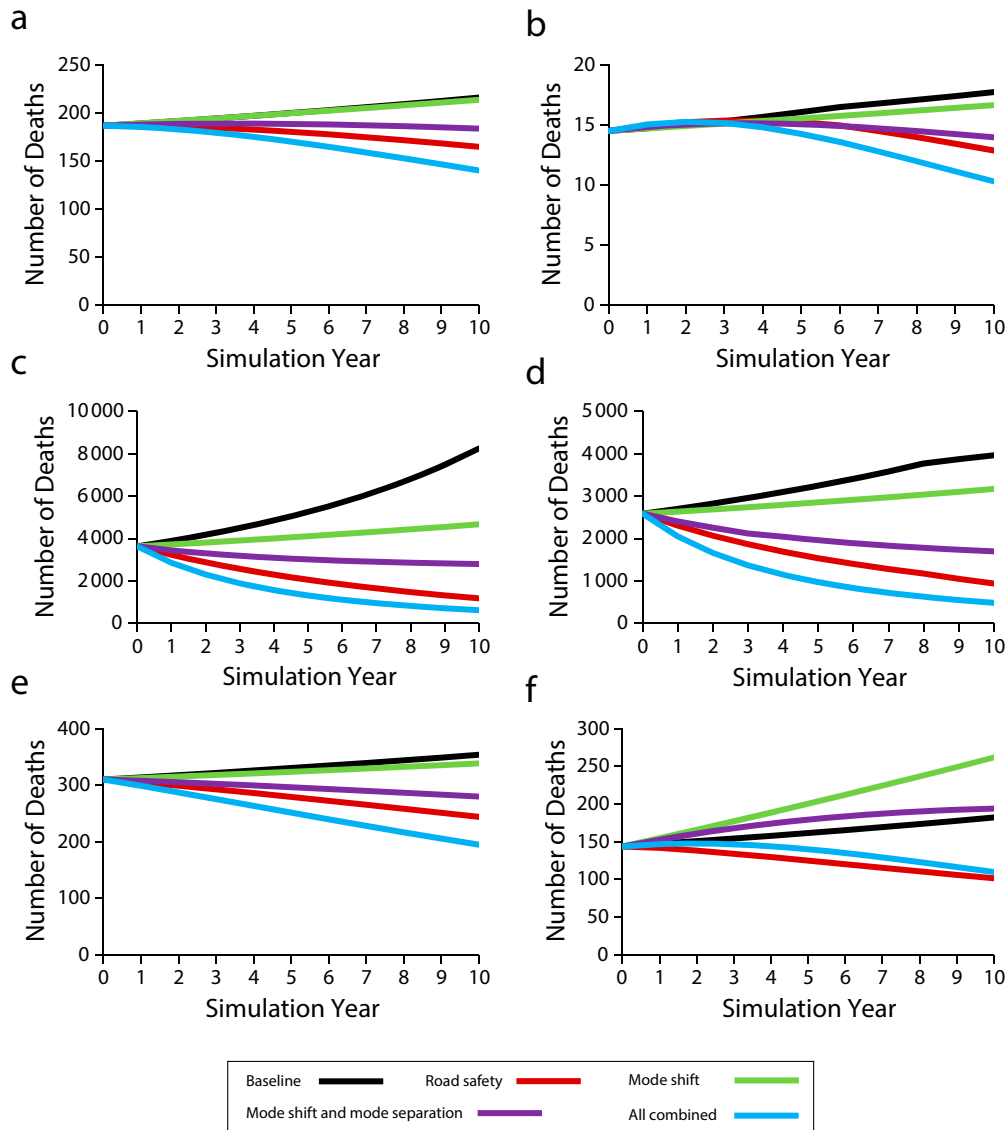 a
250
200
150
100
50
0
Number of Deaths
0 1 2 3 4 5 6 7 8 9 10
Simulation Year
b
20
15
10
5
0
Number of Deaths
0 1 2 3 4 5 6 7 8 9 10
Simulation Year
c
10 000
8 000
6 000
4 000
2 000
0
Number of Deaths
0 1 2 3 4 5 6 7 8 9 10
Simulation Year
d
5 000
4 000
3 000
2 000
1 000
0
Number of Deaths
0 1 2 3 4 5 6 7 8 9 10
Simulation Year
e
400
300
200
100
0
Number of Deaths
0 1 2 3 4 5 6 7 8 9 10
Simulation Year
f
300
250
200
150
100
50
0
Number of Deaths
0 1 2 3 4 5 6 7 8 9 10
Simulation Year
Baseline Road safety Mode shift
Mode shift and mode separation All combined